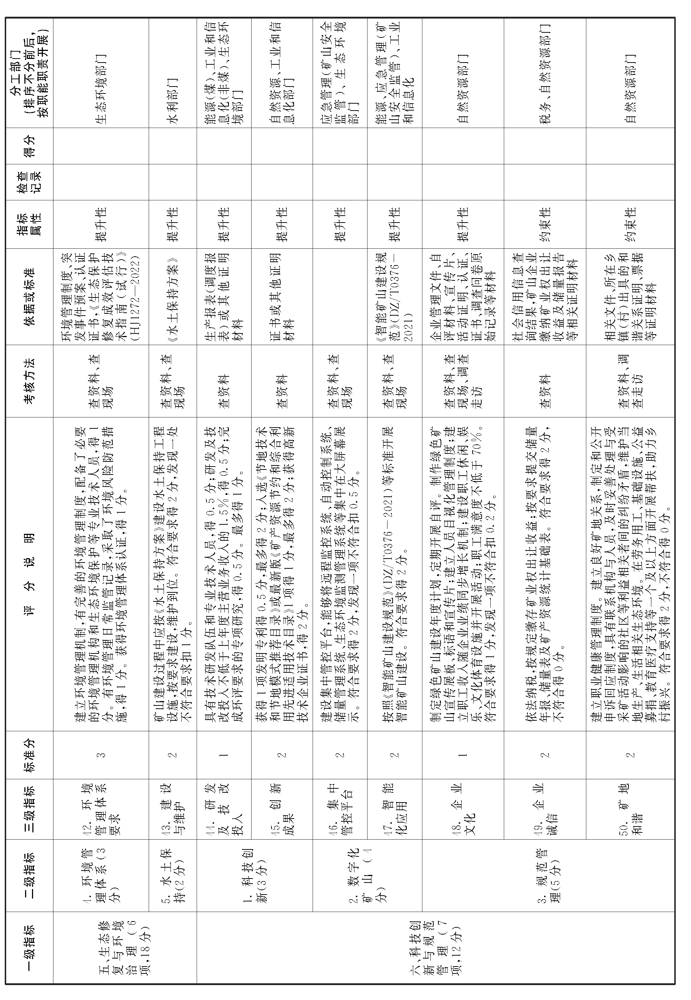 一级指标
二级指标
三级指标
标准分
评 分 说 明
考核方法
依据或标准
指标
属性
检查
记录
得分
分工部门
(排序不分前后,
按职能职责开展)
五、生态修
复与环境
治理(6
项,18分)
4. 环境管
理体系(3
分)
42. 环境
管理体系
要求
3
建立环境管理机制,有完善的环境管理制度,配备了必要
的环境管理机构和生态环境保护等专业技术人员,得1
分。有环境管理日常监管记录,采取了环境风险防范措
施,得1分。获得环境管理体系认证,得1分。
查资料、查
现场
环境管理制度、突
发事件预案、认证
证书,《生态保护
修复成效评估技
术指南(试行)》
(HJ1272—2022)
提升性
生态环境部门
5. 水土保
持(2分)
43. 建设
与维护
2
矿山建设过程中应按《水土保持方案》建设水土保持工程
设施,按要求建设,维护到位。符合要求得2分,发现一处
不符合要求扣1分。
查资料、查
现场
《水土保持方案》
提升性
水利部门
六、科技创
新与规范
管理(7
项,12分)
1. 科技创
新(3分)
44. 研发
及技改
投入
1
具有技术研发队伍和专业技术人员,得0.5分;研发及技
改投入不低于上年度主营业务收入的1.5%,得0.5分;完
成环评要求的专项研究,得0.5分。最多得1分。
查资料
生产报表(调度报
表)或其他证明
材料
提升性
能源(煤)、工业和信
息化(非煤)、生态环
境部门
45. 创新
成果
2
获得1项发明专利得0.5分,最多得2分;入选《节地技术
和节地模式推荐目录》或最新版《矿产资源节约和综合利
用先进适用技术目录》1项得1分,最多得2分;获得高新
技术企业证书,得2分。
查资料
证书或其他证明
材料
提升性
自然资源、工业和信
息化部门
2. 数字化
矿山(4
分)
46. 集中
管控平台
2
建设集中管控平台,能够将远程监控系统、自动控制系统、
储量管理系统、生态环境监测管理系统等集中在大屏幕展
示。符合要求得2分,发现一项不符合扣0.5分。
查资料、查
现场
提升性
应急管理(矿山安全
监管)、生态环境
部门
47. 智能
化应用
2
按照《智能矿山建设规范》(DZ/T0376—2021)等标准开展
智能矿山建设。符合要求得2分。
查资料、查
现场
《智能矿山建设规
范》(DZ/T0376—
2021)
提升性
能源、应急管理(矿
山安全监管)、工业
和信息化
3. 规范管
理(5分)
48. 企业
文化
1
制定绿色矿山建设年度计划,定期开展自评。制作绿色矿
山宣传展板、标语和宣传片;建立人员目视化管理制度;建
立职工收入随企业业绩同步增长机制;建设职工休闲、娱
乐、文化体育设施并开展活动;职工满意度不低于70%。
符合要求得1分,发现一项不符合扣0.2分。
查资料、查
现场、调查
走访
企业管理文件、自
评材料、宣传片、
活动证明、认证、
证书、调查问卷原
始记录等材料
提升性
自然资源部门
49. 企业
诚信
2
依法纳税,按规定缴存矿业权出让收益;按要求提交储量
年报、储量表及矿产资源统计基础表。符合要求得2分,
不符合得0分。
查资料
社会信用信息查
询结果,矿山企业
缴纳矿业权出让
收益及储量报告
等相关证明材料
约束性
税务、自然资源部门
50. 矿地
和谐
2
建立职业健康管理制度。建立良好矿地关系,制定和公开
申诉回应制度,具有联系机构与人员,及时妥善处理与受
采矿活动影响的社区等利益相关者间的纠纷矛盾,维护当
地生产、生活相关生态环境。在劳务用工、基础设施、公益
募捐、教育医疗支持等一个及以上方面开展帮扶,助力乡
村振兴。符合要求得2分,不符合得0分。
查资料、调
查走访
相关文件、所在乡
镇(村)出具的和
谐关系证明、票据
等证明材料
约束性
自然资源部门